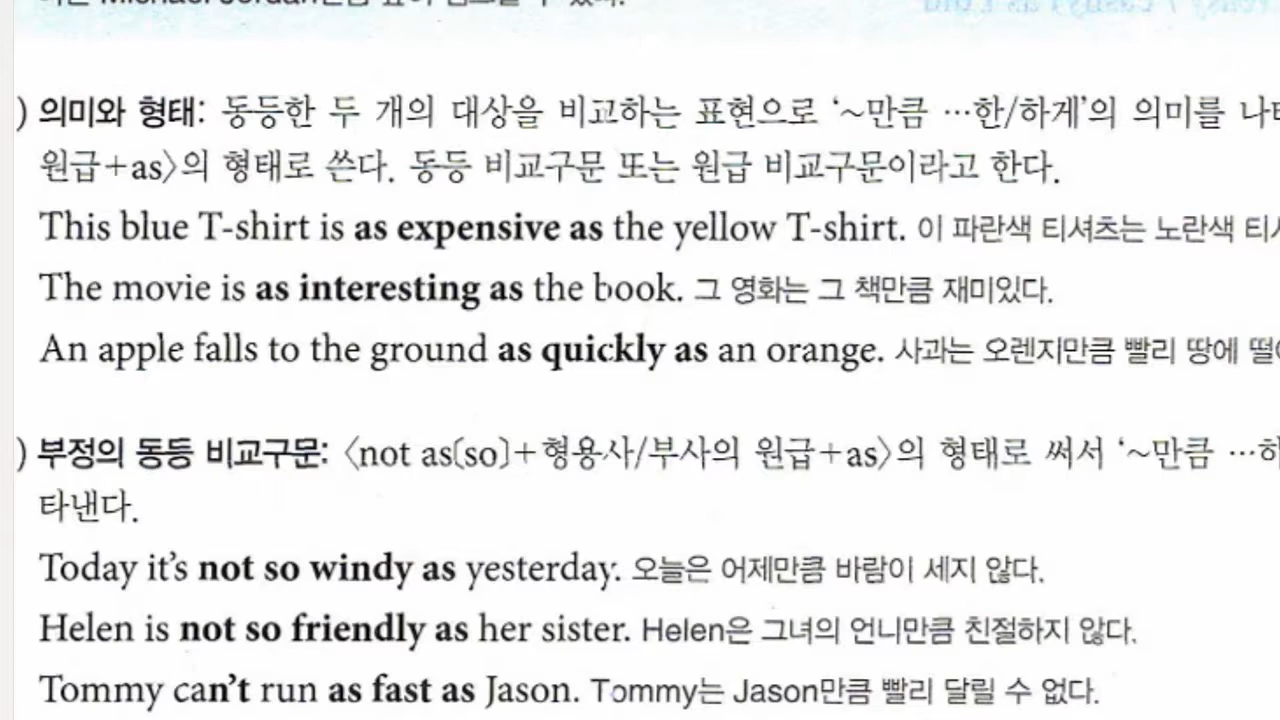 ) 의미와 형태: 동등한 두 개의 대상을 비교하는 표현으로 ‘~만큼 …한/하게’의 의미를
원급+as〉의 형태로 쓴다. 동등 비교구문 또는 원급 비교구문이라고 한다.
This blue T-shirt is as expensive as the yellow T-shirt. 이 파란색 티셔츠는 노란색
The movie is as interesting as the book. 그 영화는 그 책만큼 재미있다.
An apple falls to the ground as quickly as an orange. 사과는 오렌지만큼 빨리 땅에
) 부정의 동등 비교구문: 〈not as(so)+형용사/부사의 원급+as〉의 형태로 써서 ‘~만큼
타낸다.
Today it’s not so windy as yesterday. 오늘은 어제만큼 바람이 세지 않다.
Helen is not so friendly as her sister. Helen은 그녀의 언니만큼 친절하지 않다.
Tommy can’t run as fast as Jason. Tommy는 Jason만큼 빨리 달릴 수 없다.